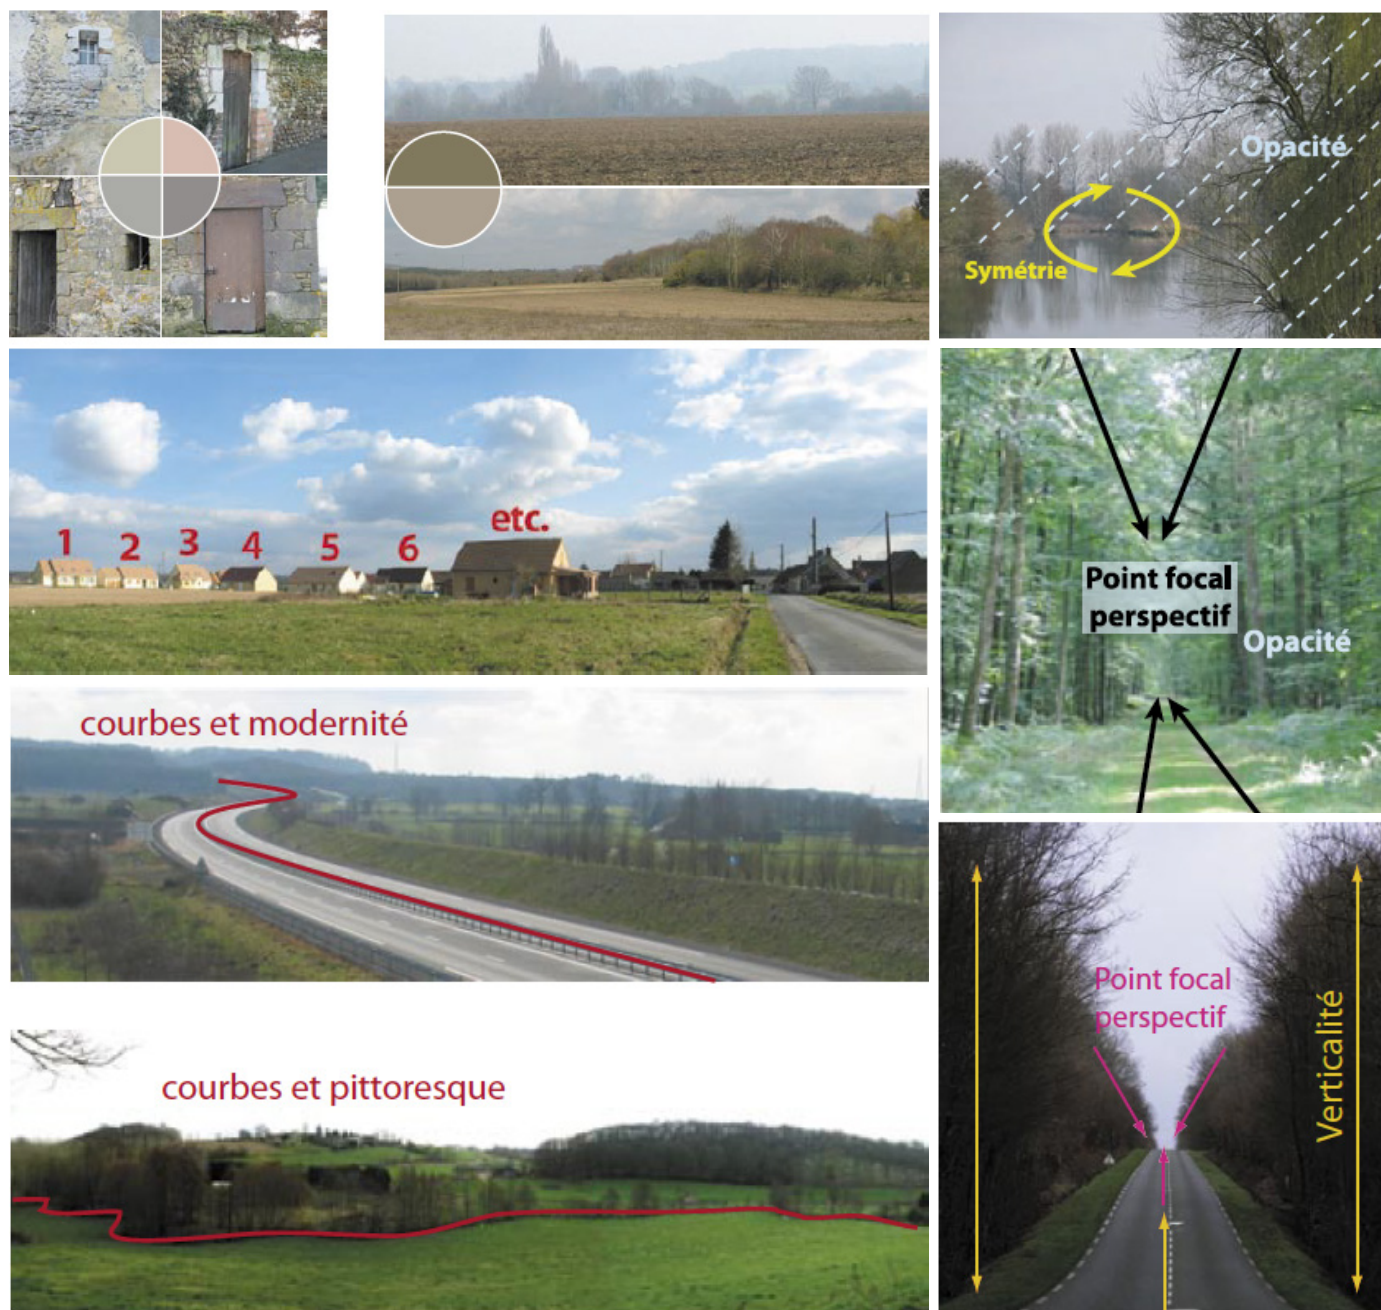 Opacité
Symétrie
1
2
3
4
5
6
etc.
Point focal
perspectif
Opacité
courbes et modernité
Point focal
perspectif
Verticalité
courbes et pittoresque